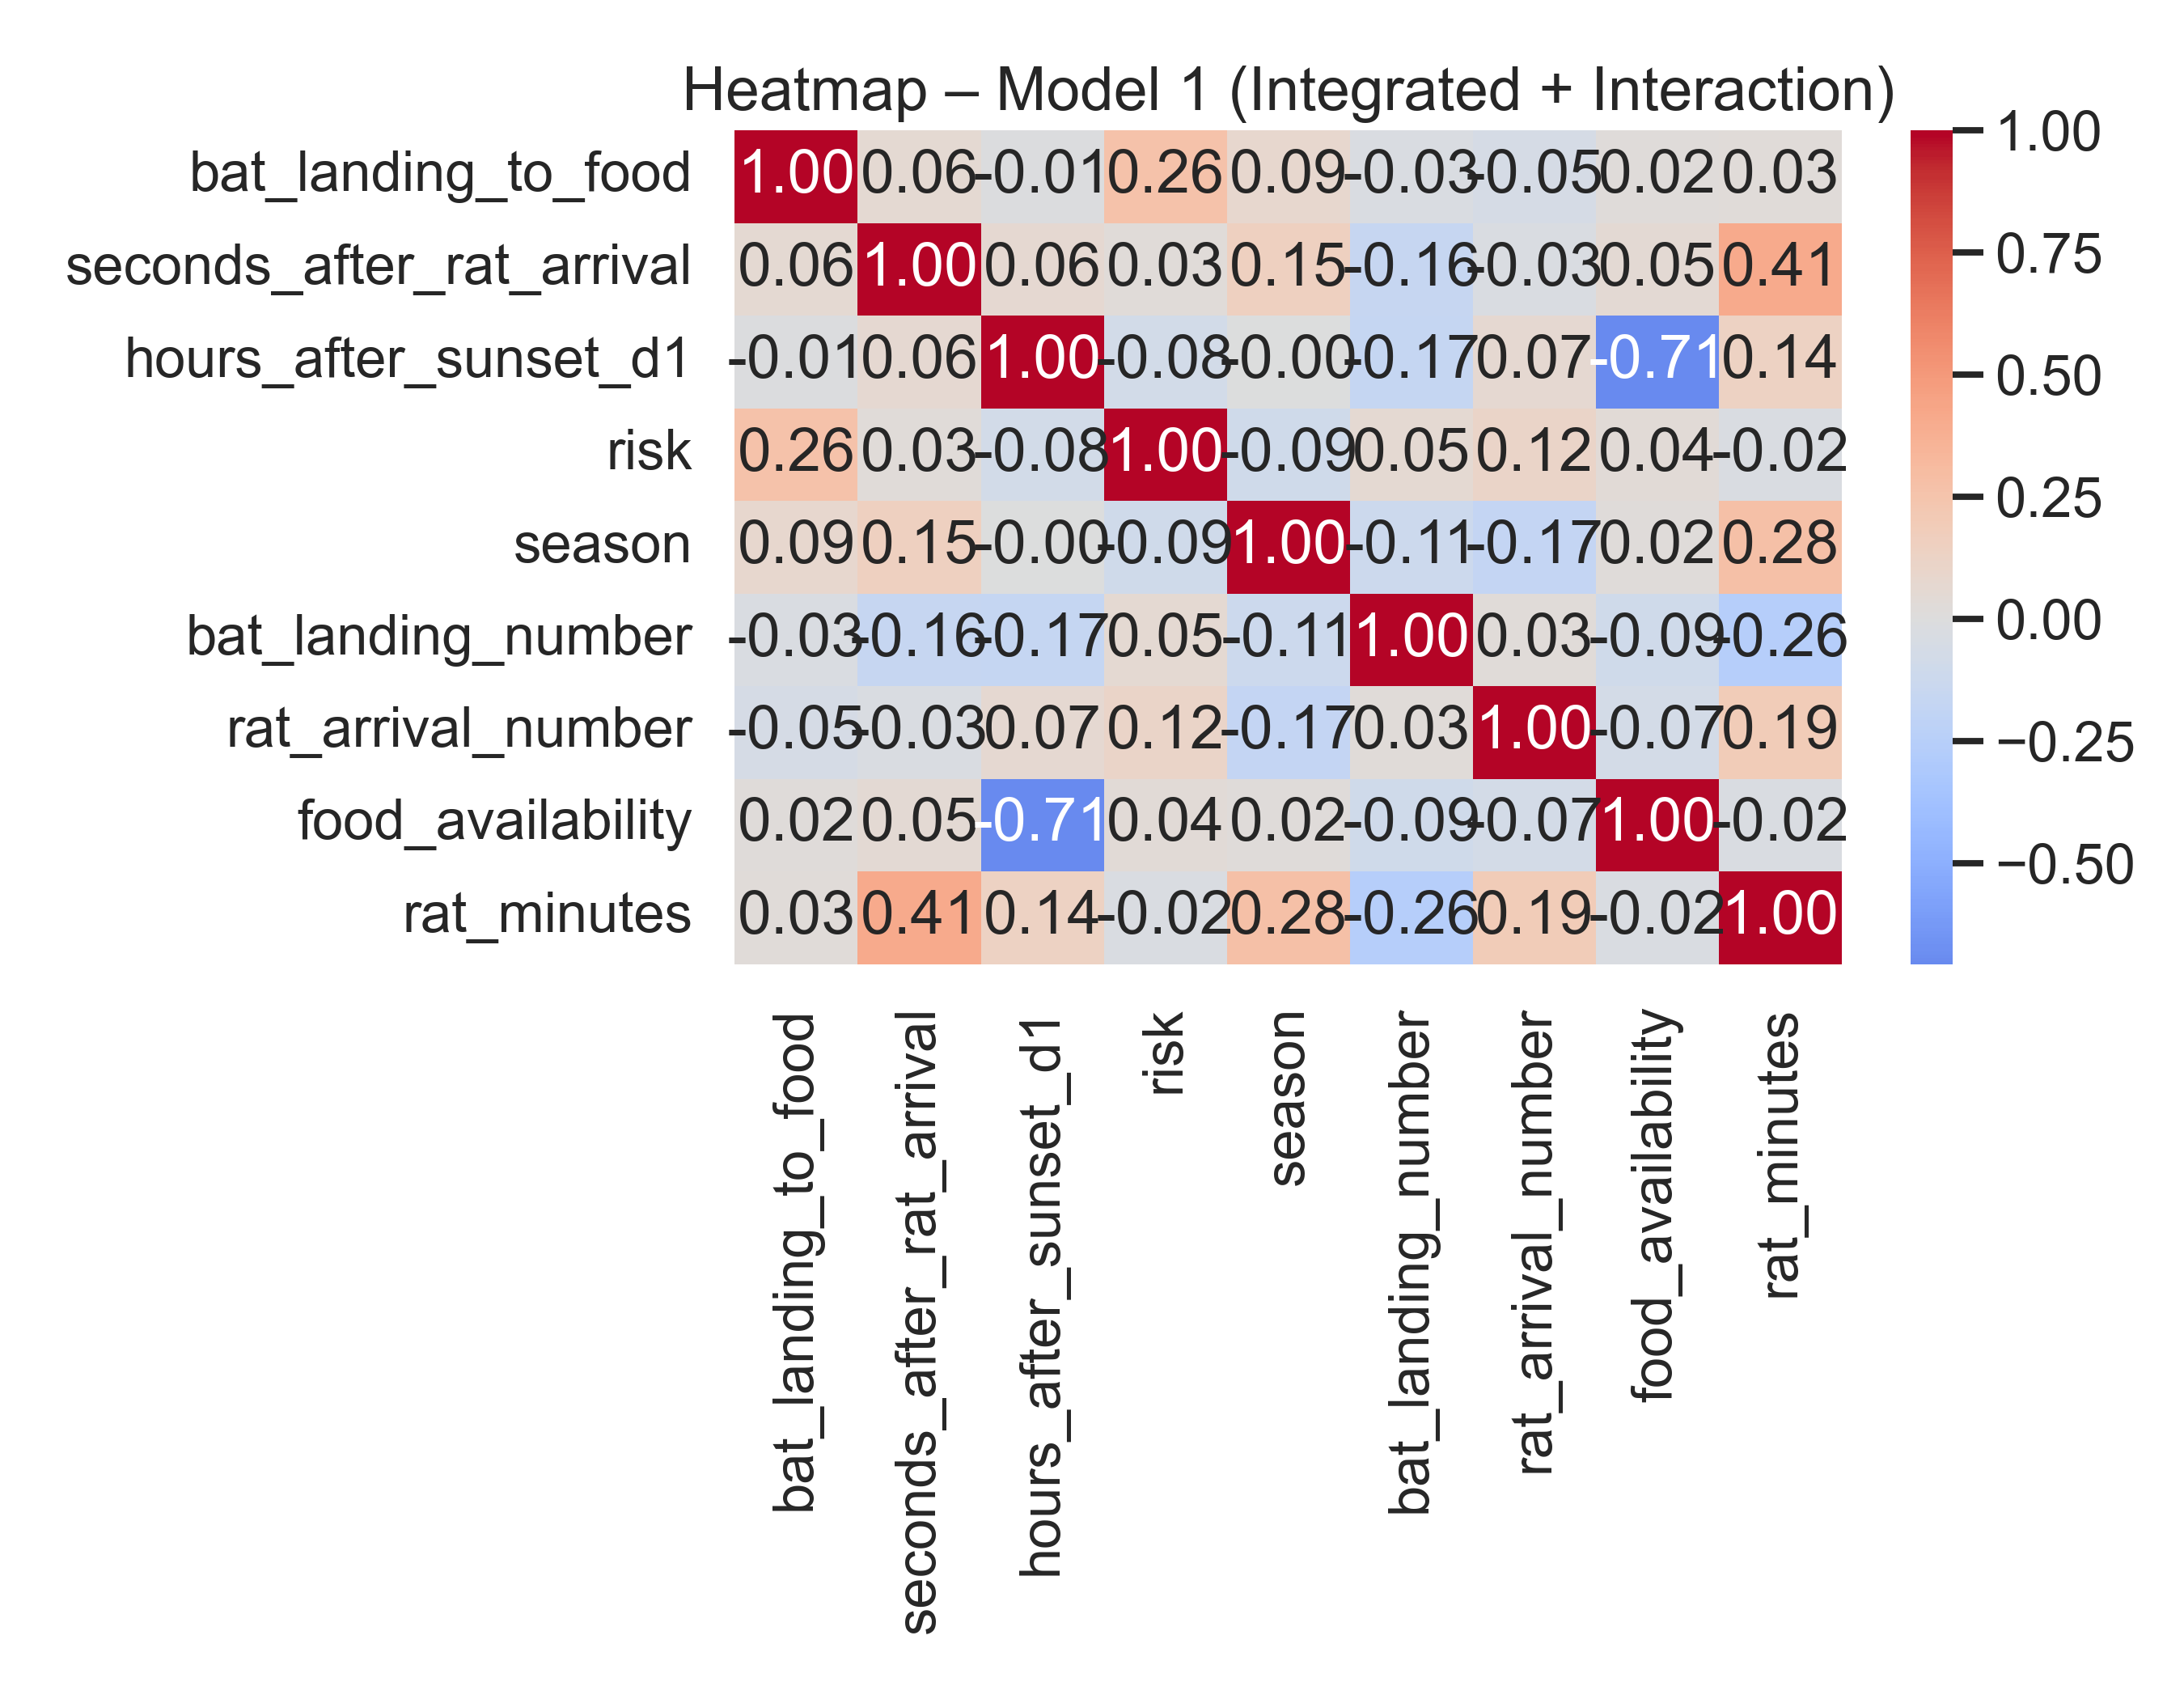 Heatmap – Model 1 (Integrated + Interaction)
bat_landing_to_food 1.00 0.06 -0.01 0.26 0.09 -0.03 -0.05 0.02 0.03
seconds_after_rat_arrival 0.06 1.00 0.06 0.03 0.15 -0.16 -0.03 0.05 0.41
hours_after_sunset_d1 -0.01 0.06 1.00 -0.08 -0.00 -0.17 0.07 -0.71 0.14
risk 0.26 0.03 -0.08 1.00 -0.09 0.05 0.12 0.04 -0.02
season 0.09 0.15 -0.00 -0.09 1.00 -0.11 -0.17 0.02 0.28
bat_landing_number -0.03 -0.16 -0.17 0.05 -0.11 1.00 0.03 -0.09 -0.26
rat_arrival_number -0.05 -0.03 0.07 0.12 -0.17 0.03 1.00 -0.07 0.19
food_availability 0.02 0.05 -0.71 0.04 0.02 -0.09 -0.07 1.00 -0.02
rat_minutes 0.03 0.41 0.14 -0.02 0.28 -0.26 0.19 -0.02 1.00
bat_landing_to_food
seconds_after_rat_arrival
hours_after_sunset_d1
risk
season
bat_landing_number
rat_arrival_number
food_availability
rat_minutes
1.00
0.75
0.50
0.25
0.00
−0.25
−0.50